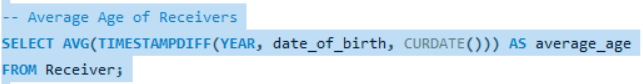 -- Average Age of Receivers
SELECT AVG(TIMESTAMPDIFF(YEAR, date_of_birth, CURDATE())) AS average_age
FROM Receiver;